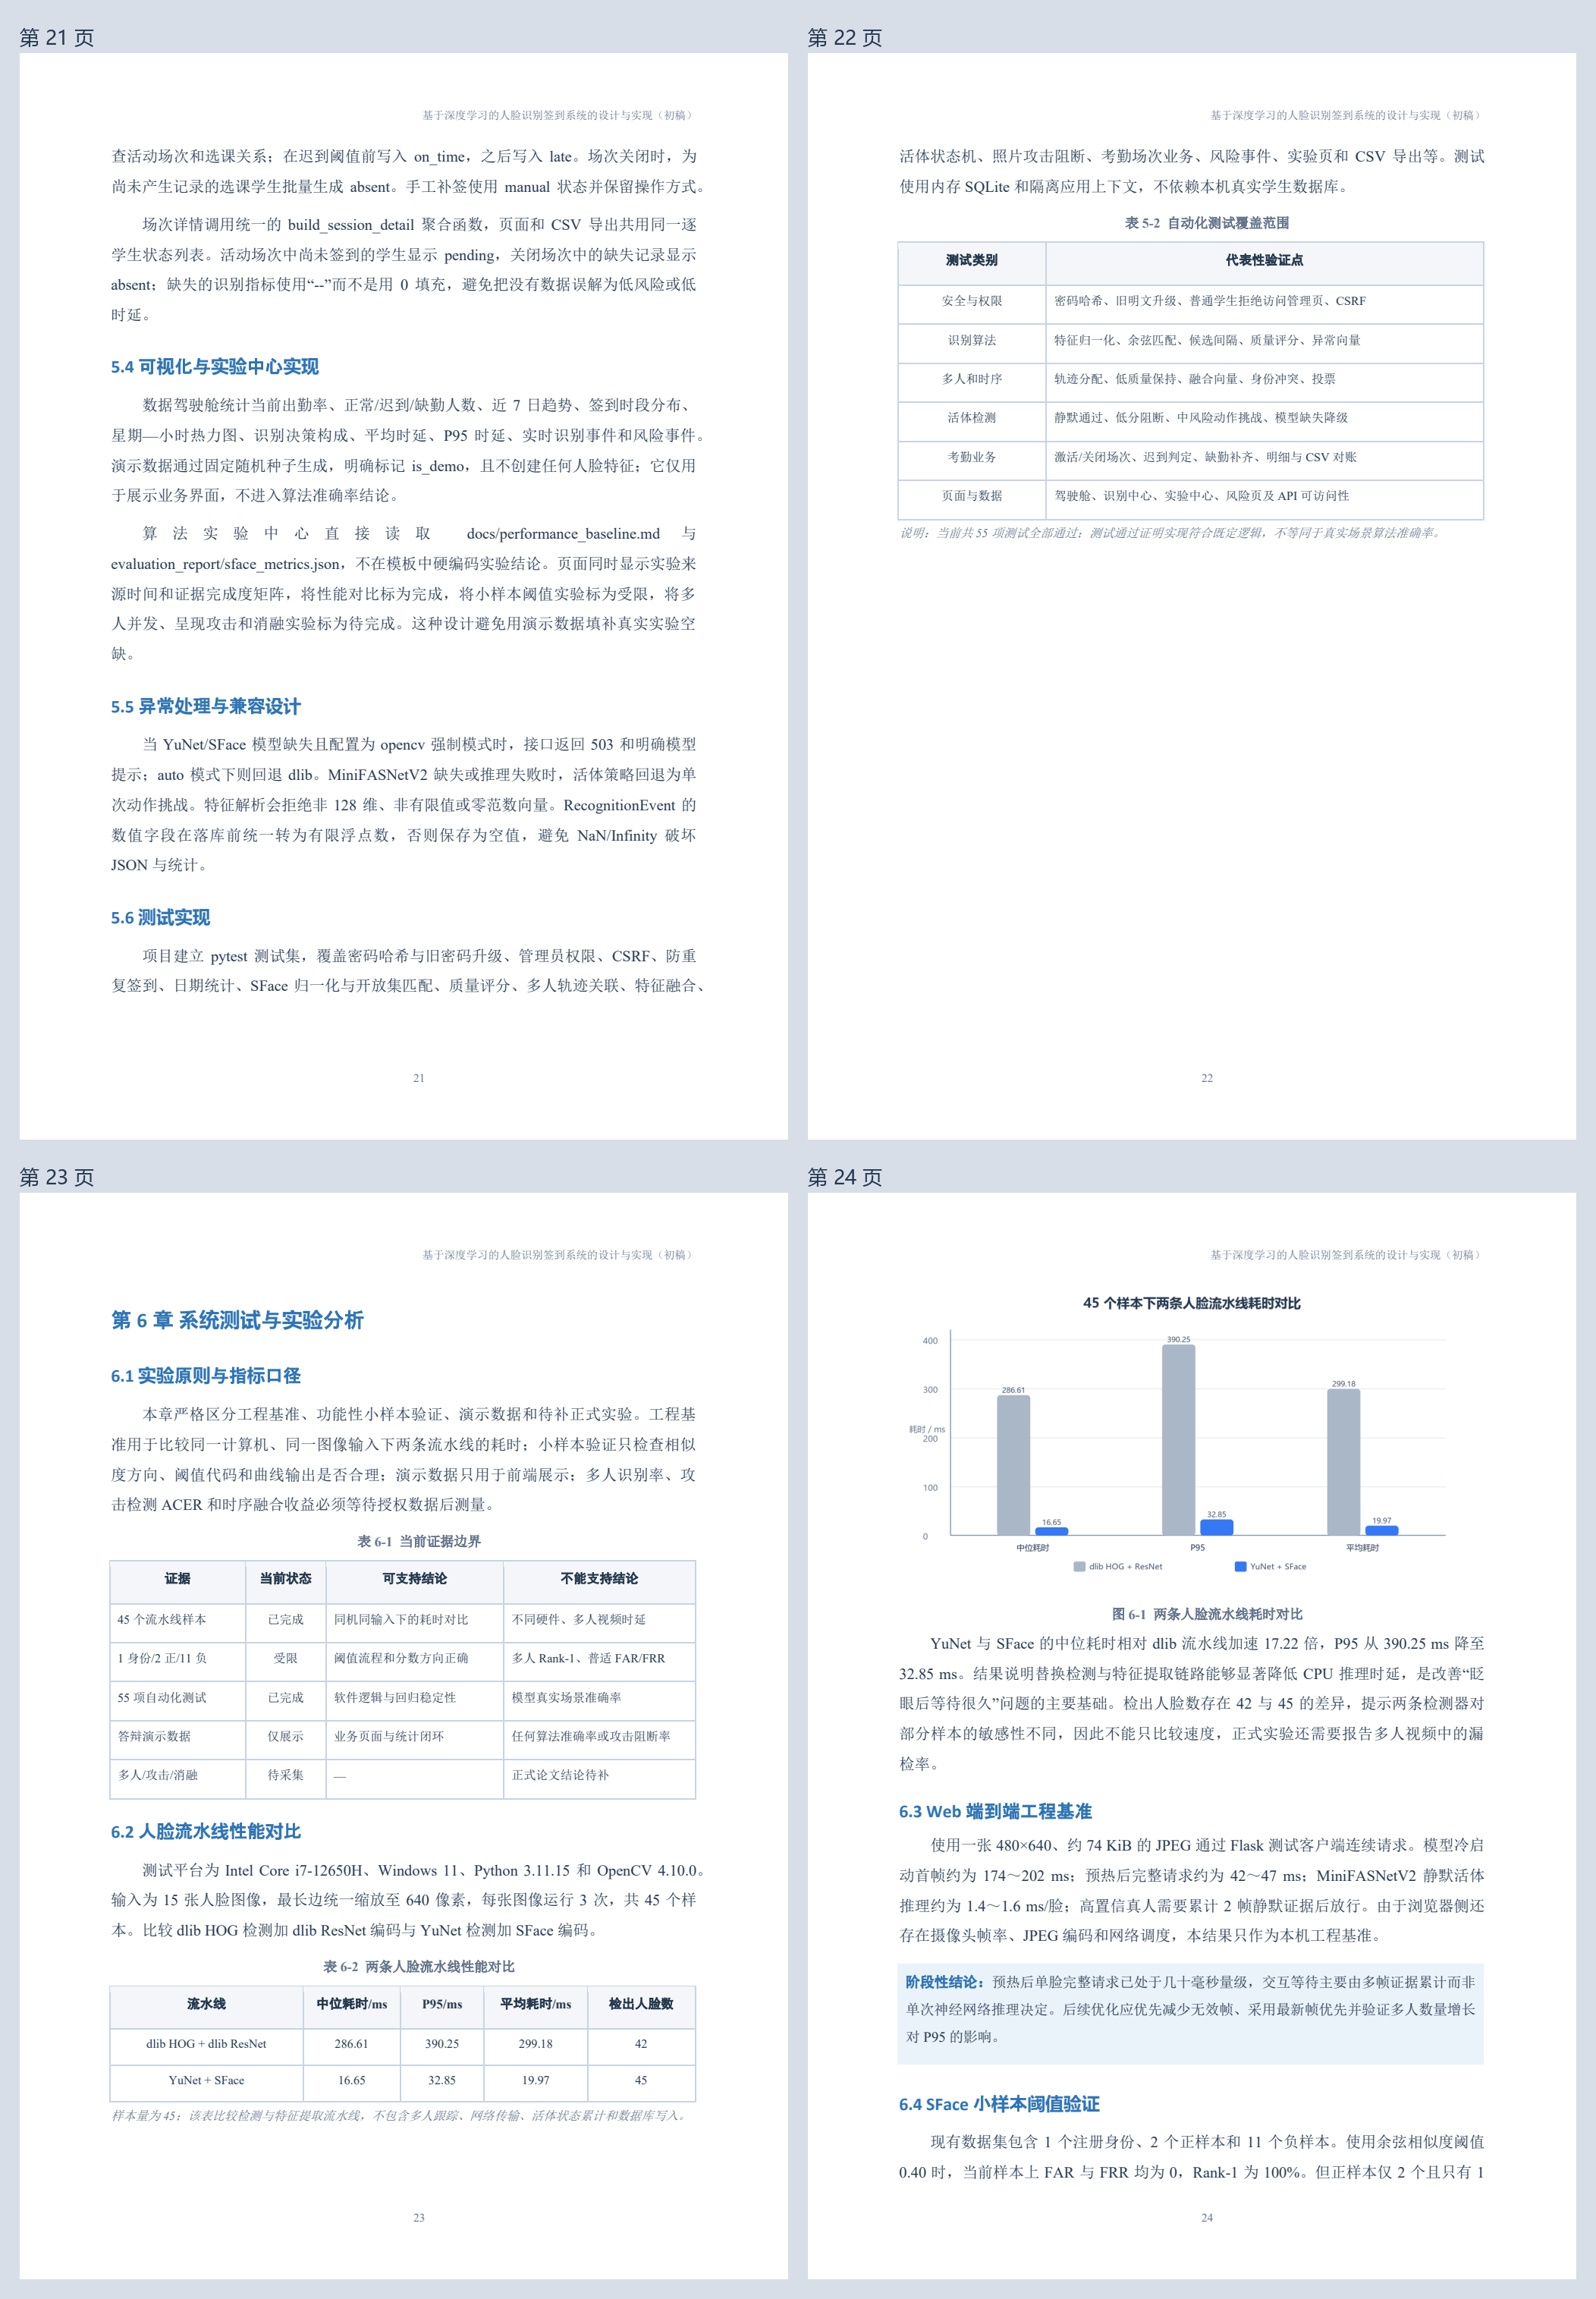 第 21 页
基于深度学习的人脸识别签到系统的设计与实现（初稿）
查活动场次和选课关系；在迟到阈值前写入 on_time，之后写入 late。场次关闭时，为
尚未产生记录的选课学生批量生成 absent。手工补签使用 manual 状态并保留操作方式。
场次详情调用统一的 build_session_detail 聚合函数，页面和 CSV 导出共用同一逐
学生状态列表。活动场次中尚未签到的学生显示 pending，关闭场次中的缺失记录显示
absent；缺失的识别指标使用“--”而不是用 0 填充，避免把没有数据误解为低风险或低
时延。
5.4 可视化与实验中心实现
数据驾驶舱统计当前出勤率、正常/迟到/缺勤人数、近 7 日趋势、签到时段分布、
星期—小时热力图、识别决策构成、平均时延、P95 时延、实时识别事件和风险事件。
演示数据通过固定随机种子生成，明确标记 is_demo，且不创建任何人脸特征；它仅用
于展示业务界面，不进入算法准确率结论。
算法实验中心直接读取 docs/performance_baseline.md 与
evaluation_report/sface_metrics.json，不在模板中硬编码实验结论。页面同时显示实验来
源时间和证据完成度矩阵，将性能对比标为完成，将小样本阈值实验标为受限，将多
人并发、呈现攻击和消融实验标为待完成。这种设计避免用演示数据填补真实实验空
缺。
5.5 异常处理与兼容设计
当 YuNet/SFace 模型缺失且配置为 opencv 强制模式时，接口返回 503 和明确模型
提示；auto 模式下则回退 dlib。MiniFASNetV2 缺失或推理失败时，活体策略回退为单
次动作挑战。特征解析会拒绝非 128 维、非有限值或零范数向量。RecognitionEvent 的
数值字段在落库前统一转为有限浮点数，否则保存为空值，避免 NaN/Infinity 破坏
JSON 与统计。
5.6 测试实现
项目建立 pytest 测试集，覆盖密码哈希与旧密码升级、管理员权限、CSRF、防重
复签到、日期统计、SFace 归一化与开放集匹配、质量评分、多人轨迹关联、特征融合、
21
第 22 页
基于深度学习的人脸识别签到系统的设计与实现（初稿）
活体状态机、照片攻击阻断、考勤场次业务、风险事件、实验页和 CSV 导出等。测试
使用内存 SQLite 和隔离应用上下文，不依赖本机真实学生数据库。
表 5-2 自动化测试覆盖范围
测试类别 代表性验证点
安全与权限 密码哈希、旧明文升级、普通学生拒绝访问管理页、CSRF
识别算法 特征归一化、余弦匹配、候选间隔、质量评分、异常向量
多人和时序 轨迹分配、低质量保持、融合向量、身份冲突、投票
活体检测 静默通过、低分阻断、中风险动作挑战、模型缺失降级
考勤业务 激活/关闭场次、迟到判定、缺勤补齐、明细与 CSV 对账
页面与数据 驾驶舱、识别中心、实验中心、风险页及 API 可访问性
说明：当前共 55 项测试全部通过；测试通过证明实现符合既定逻辑，不等同于真实场景算法准确率。
22
第 23 页
基于深度学习的人脸识别签到系统的设计与实现（初稿）
第 6 章 系统测试与实验分析
6.1 实验原则与指标口径
本章严格区分工程基准、功能性小样本验证、演示数据和待补正式实验。工程基
准用于比较同一计算机、同一图像输入下两条流水线的耗时；小样本验证只检查相似
度方向、阈值代码和曲线输出是否合理；演示数据只用于前端展示；多人识别率、攻
击检测 ACER 和时序融合收益必须等待授权数据后测量。
表 6-1 当前证据边界
证据 当前状态 可支持结论 不能支持结论
45 个流水线样本 已完成 同机同输入下的耗时对比 不同硬件、多人视频时延
1 身份/2 正/11 负 受限 阈值流程和分数方向正确 多人 Rank-1、普适 FAR/FRR
55 项自动化测试 已完成 软件逻辑与回归稳定性 模型真实场景准确率
答辩演示数据 仅展示 业务页面与统计闭环 任何算法准确率或攻击阻断率
多人/攻击/消融 待采集 — 正式论文结论待补
6.2 人脸流水线性能对比
测试平台为 Intel Core i7-12650H、Windows 11、Python 3.11.15 和 OpenCV 4.10.0。
输入为 15 张人脸图像，最长边统一缩放至 640 像素，每张图像运行 3 次，共 45 个样
本。比较 dlib HOG 检测加 dlib ResNet 编码与 YuNet 检测加 SFace 编码。
表 6-2 两条人脸流水线性能对比
流水线 中位耗时/ms P95/ms 平均耗时/ms 检出人脸数
dlib HOG + dlib ResNet 286.61 390.25 299.18 42
YuNet + SFace 16.65 32.85 19.97 45
样本量为 45；该表比较检测与特征提取流水线，不包含多人跟踪、网络传输、活体状态累计和数据库写入。
23
第 24 页
基于深度学习的人脸识别签到系统的设计与实现（初稿）
45 个样本下两条人脸流水线耗时对比
400
300
耗时 / ms
200
100
0
286.61
16.65
390.25
32.85
299.18
19.97
中位耗时 P95 平均耗时
dlib HOG + ResNet YuNet + SFace
图 6-1 两条人脸流水线耗时对比
YuNet 与 SFace 的中位耗时相对 dlib 流水线加速 17.22 倍，P95 从 390.25 ms 降至
32.85 ms。结果说明替换检测与特征提取链路能够显著降低 CPU 推理时延，是改善“眨
眼后等待很久”问题的主要基础。检出人脸数存在 42 与 45 的差异，提示两条检测器对
部分样本的敏感性不同，因此不能只比较速度，正式实验还需要报告多人视频中的漏
检率。
6.3 Web 端到端工程基准
使用一张 480×640、约 74 KiB 的 JPEG 通过 Flask 测试客户端连续请求。模型冷启
动首帧约为 174～202 ms；预热后完整请求约为 42～47 ms；MiniFASNetV2 静默活体
推理约为 1.4～1.6 ms/脸；高置信真人需要累计 2 帧静默证据后放行。由于浏览器侧还
存在摄像头帧率、JPEG 编码和网络调度，本结果只作为本机工程基准。
阶段性结论：预热后单脸完整请求已处于几十毫秒量级，交互等待主要由多帧证据累计而非
单次神经网络推理决定。后续优化应优先减少无效帧、采用最新帧优先并验证多人数量增长
对 P95 的影响。
6.4 SFace 小样本阈值验证
现有数据集包含 1 个注册身份、2 个正样本和 11 个负样本。使用余弦相似度阈值
0.40 时，当前样本上 FAR 与 FRR 均为 0，Rank-1 为 100%。但正样本仅 2 个且只有 1
24